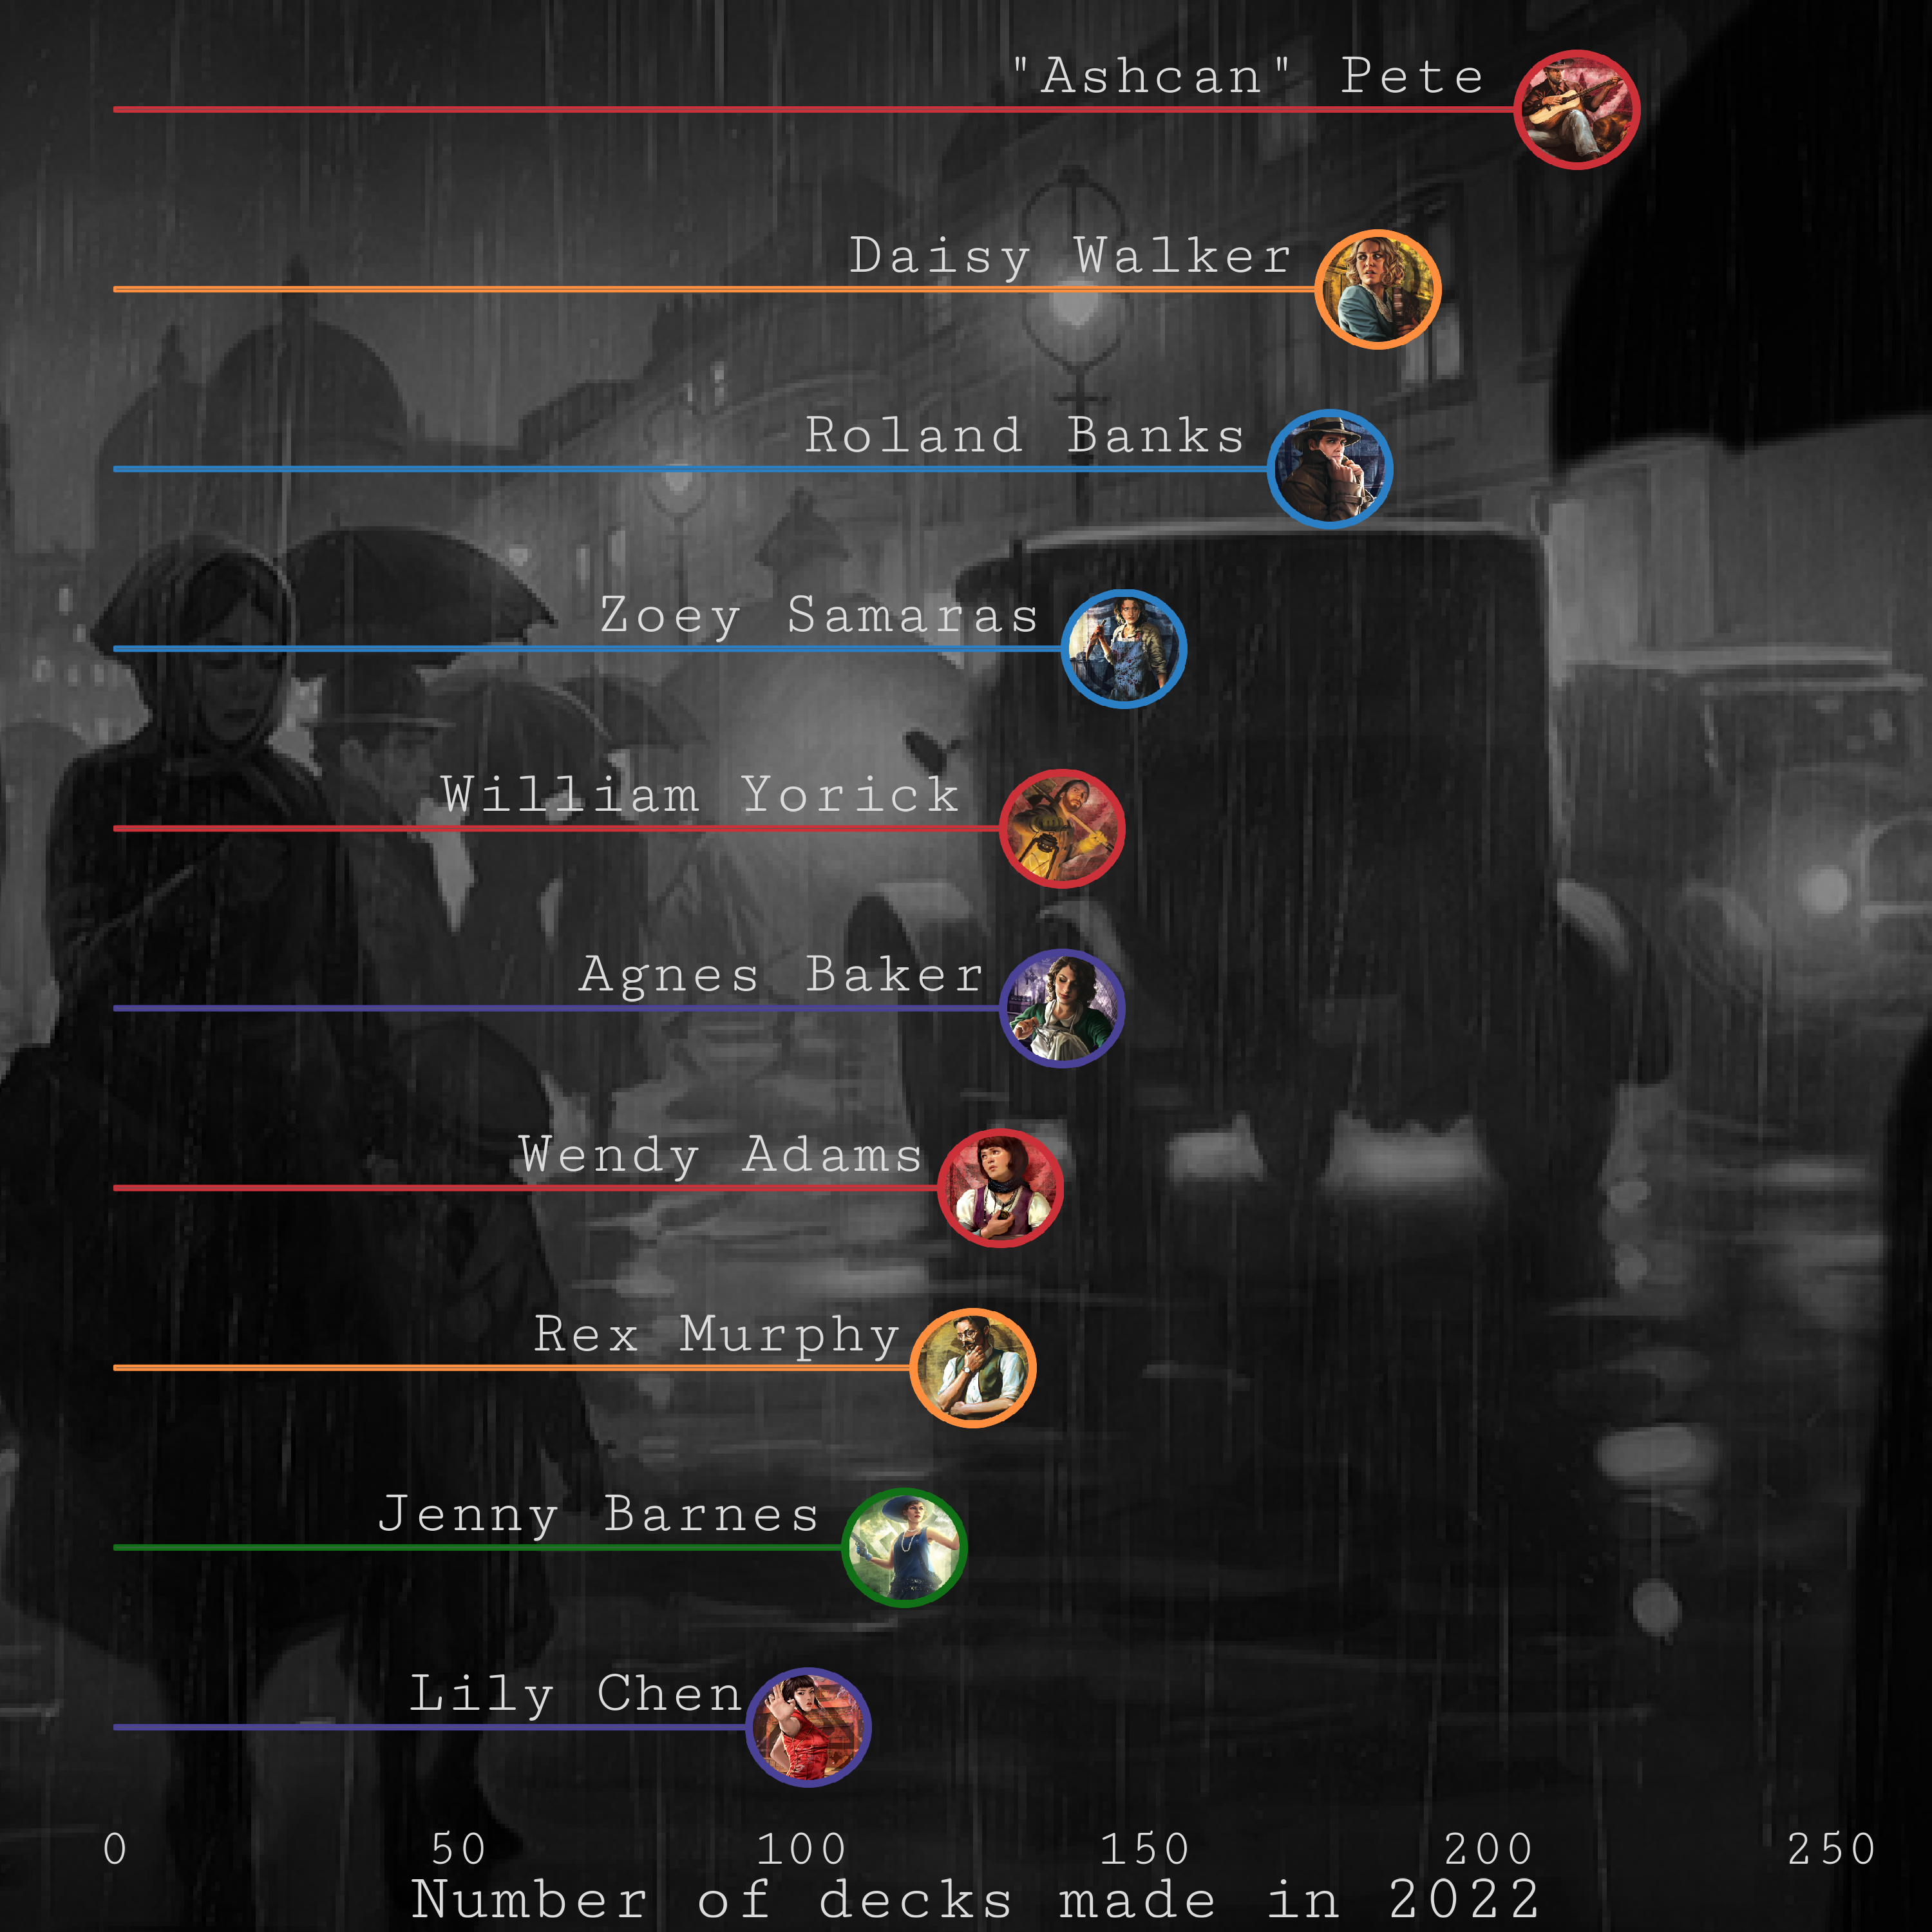 "Ashcan" Pete
Daisy Walker
Roland Banks
Zoey Samaras
William Yorick
Agnes Baker
Wendy Adams
Rex Murphy
Jenny Barnes
Lily Chen
0 50 100 150 200 250
Number of decks made in 2022